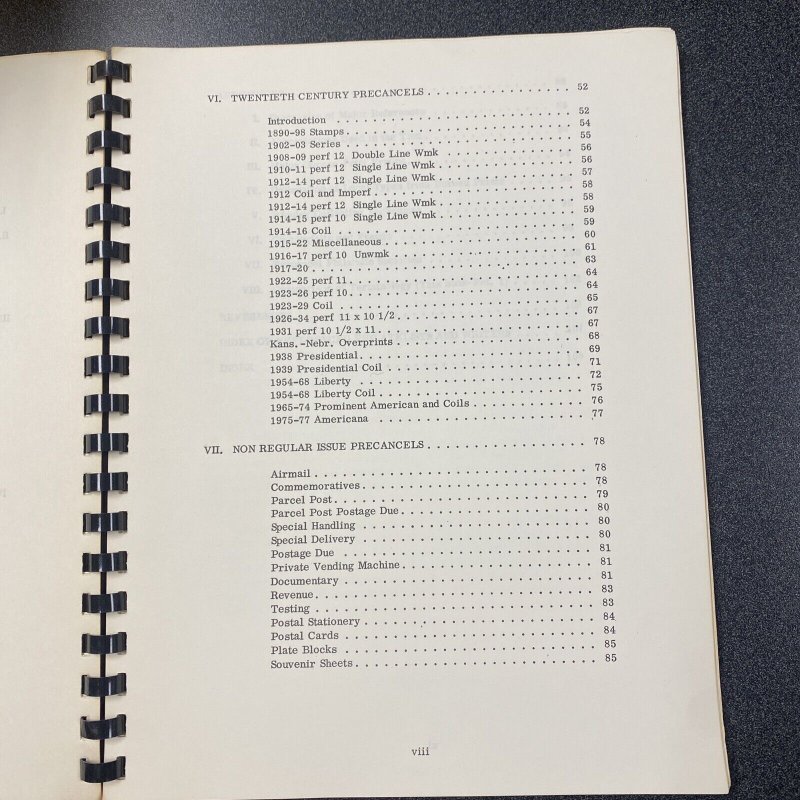 VI. TWENTIETH CENTURY PRECANCELS . . . . . . . . . . . . . . . . 52
Introduction . . . . . . . . . . . . . . . . . . . . . . . . 52
1890-98 Stamps . . . . . . . . . . . . . . . . . . . . . . 54
1902-03 Series . . . . . . . . . . . . . . . . . . . . . . 55
1908-09 perf 12 Double Line Wmk . . . . . . . . . . . . 56
1910-11 perf 12 Single Line Wmk . . . . . . . . . . . . 56
1912-14 perf 12 Single Line Wmk . . . . . . . . . . . . 57
1912 Coil and Imperf . . . . . . . . . . . . . . . . . . . 58
1912-14 perf 12 Single Line Wmk . . . . . . . . . . . . 58
1914-15 perf 10 Single Line Wmk . . . . . . . . . . . . 59
1914-16 Coil . . . . . . . . . . . . . . . . . . . . . . . 59
1915-22 Miscellaneous . . . . . . . . . . . . . . . . . . 60
1916-17 perf 10 Unwmk . . . . . . . . . . . . . . . . . . 61
1917-20 . . . . . . . . . . . . . . . . . . . . . . . . . . 63
1922-25 perf 11 . . . . . . . . . . . . . . . . . . . . . . 64
1923-26 perf 10 . . . . . . . . . . . . . . . . . . . . . . 64
1923-29 Coil . . . . . . . . . . . . . . . . . . . . . . . 65
1926-34 perf 11 x 10 1/2 . . . . . . . . . . . . . . . . . 67
1931 perf 10 1/2 x 11 . . . . . . . . . . . . . . . . . . . 67
Kans.-Nebr. Overprints . . . . . . . . . . . . . . . . . 68
1938 Presidential . . . . . . . . . . . . . . . . . . . . . 69
1939 Presidential Coil . . . . . . . . . . . . . . . . . . 71
1954-68 Liberty . . . . . . . . . . . . . . . . . . . . . 72
1954-68 Liberty Coil . . . . . . . . . . . . . . . . . . . 75
1965-74 Prominent American and Coils . . . . . . . . . . 76
1975-77 Americana . . . . . . . . . . . . . . . . . . . . 77
VII. NON REGULAR ISSUE PRECANCELS . . . . . . . . . . . . . . . . 78
Airmail . . . . . . . . . . . . . . . . . . . . . . . . . . 78
Commemoratives . . . . . . . . . . . . . . . . . . . . . . 78
Parcel Post . . . . . . . . . . . . . . . . . . . . . . . . 79
Parcel Post Postage Due . . . . . . . . . . . . . . . . . 80
Special Handling . . . . . . . . . . . . . . . . . . . . . 80
Special Delivery . . . . . . . . . . . . . . . . . . . . . 80
Postage Due . . . . . . . . . . . . . . . . . . . . . . . 81
Private Vending Machine . . . . . . . . . . . . . . . . . 81
Documentary . . . . . . . . . . . . . . . . . . . . . . . 81
Revenue . . . . . . . . . . . . . . . . . . . . . . . . . . 83
Testing . . . . . . . . . . . . . . . . . . . . . . . . . . 83
Postal Stationery . . . . . . . . . . . . . . . . . . . . . 84
Postal Cards . . . . . . . . . . . . . . . . . . . . . . . 84
Plate Blocks . . . . . . . . . . . . . . . . . . . . . . . 85
Souvenir Sheets . . . . . . . . . . . . . . . . . . . . . . 85
viii